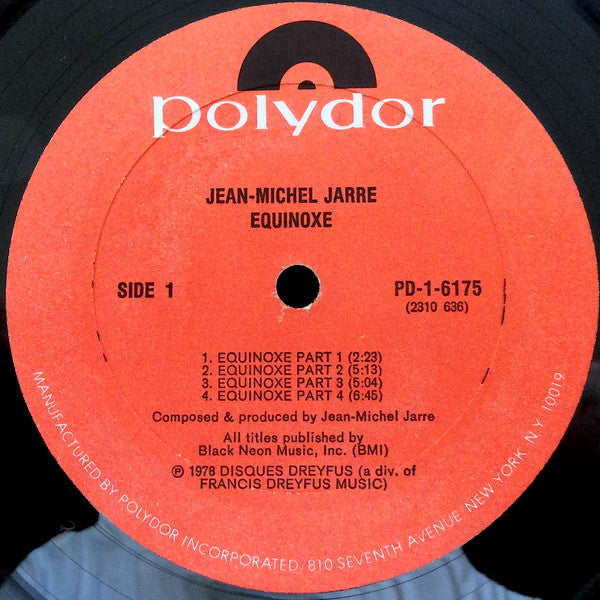 polydor
JEAN-MICHEL JARRE
EQUINOXE
SIDE 1
PD-1-6175
(2310 636)
1. EQUINOXE PART 1 (2:23)
2. EQUINOXE PART 2 (5:13)
3. EQUINOXE PART 3 (5:04)
4. EQUINOXE PART 4 (6:45)
Composed & produced by Jean-Michel Jarre
All titles published by
Black Neon Music, Inc. (BMI)
℗ 1978 DISQUES DREYFUS (a div. of
FRANCIS DREYFUS MUSIC)
MANUFACTURED BY POLYDOR INCORPORATED/810 SEVENTH AVENUE NEW YORK N.Y. 10019